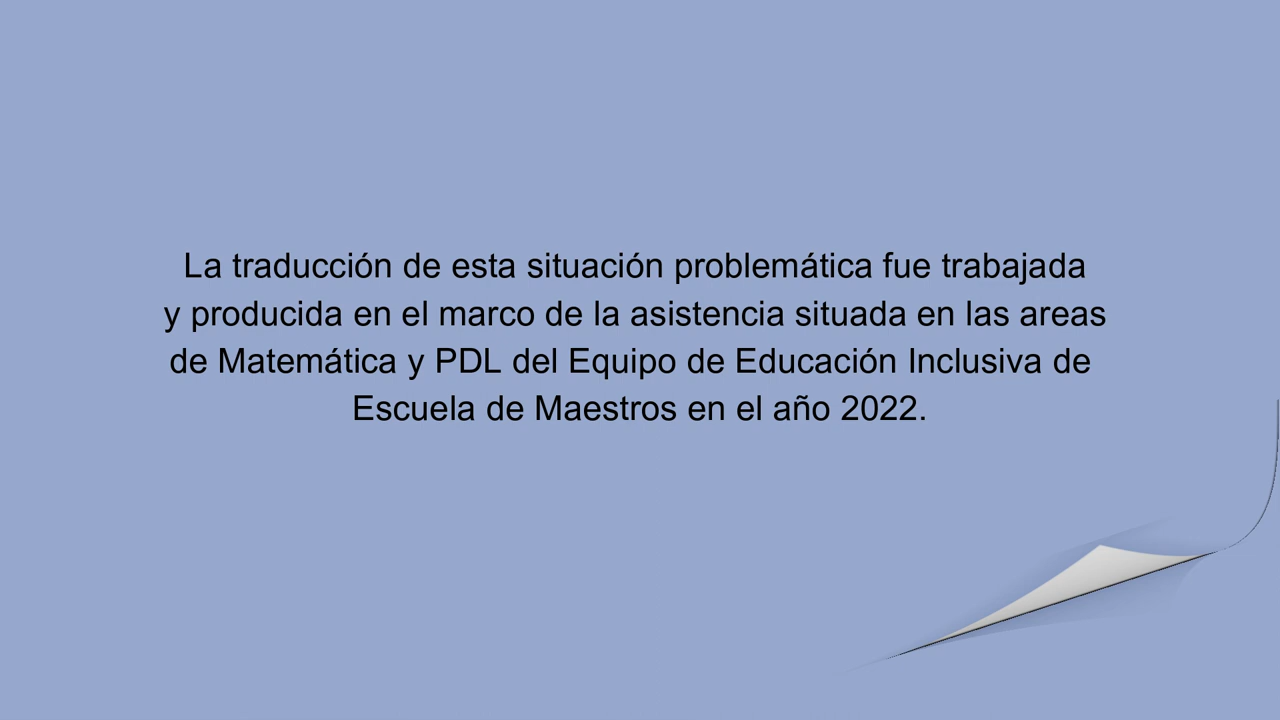 La traducción de esta situación problemática fue trabajada
y producida en el marco de la asistencia situada en las areas
de Matemática y PDL del Equipo de Educación Inclusiva de
Escuela de Maestros en el año 2022.